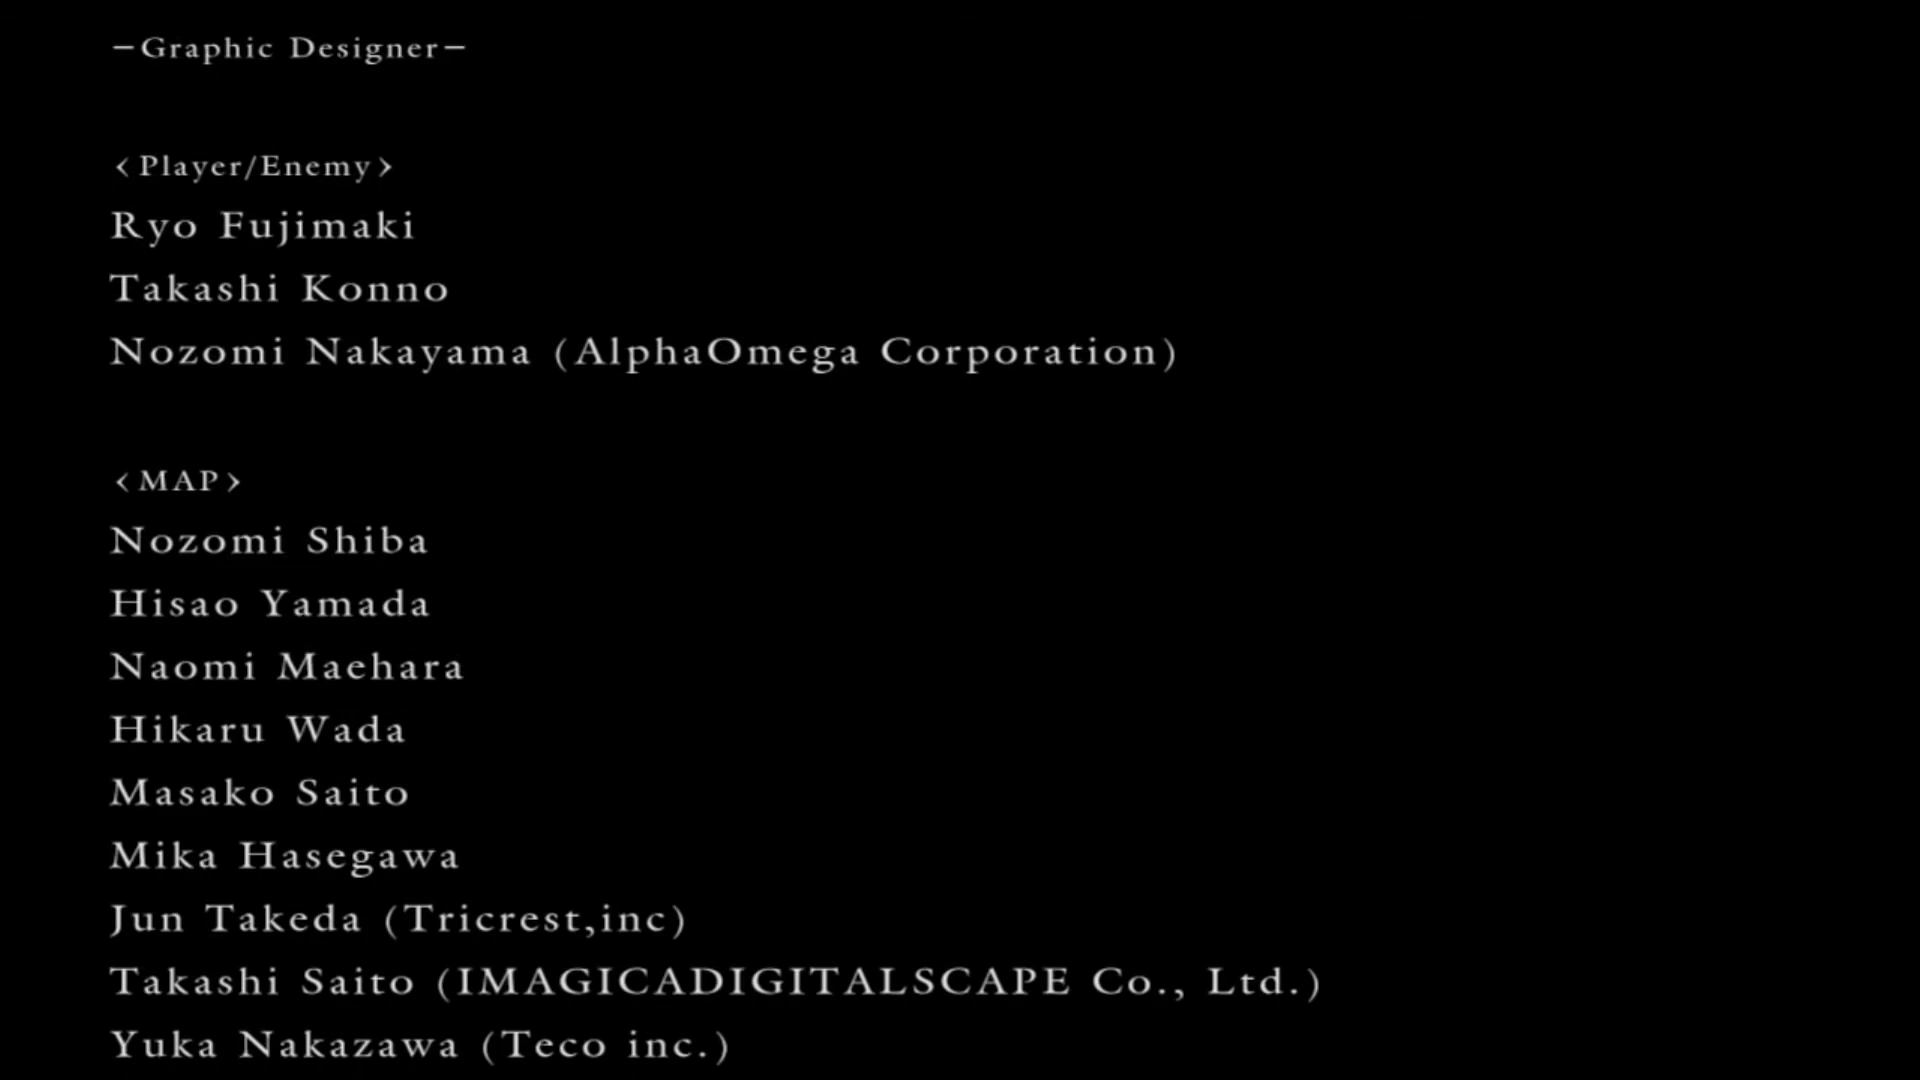 −Graphic Designer−
<Player/Enemy>
Ryo Fujimaki
Takashi Konno
Nozomi Nakayama (AlphaOmega Corporation)
<MAP>
Nozomi Shiba
Hisao Yamada
Naomi Maehara
Hikaru Wada
Masako Saito
Mika Hasegawa
Jun Takeda (Tricrest,inc)
Takashi Saito (IMAGICADIGITALSCAPE Co., Ltd.)
Yuka Nakazawa (Teco inc.)